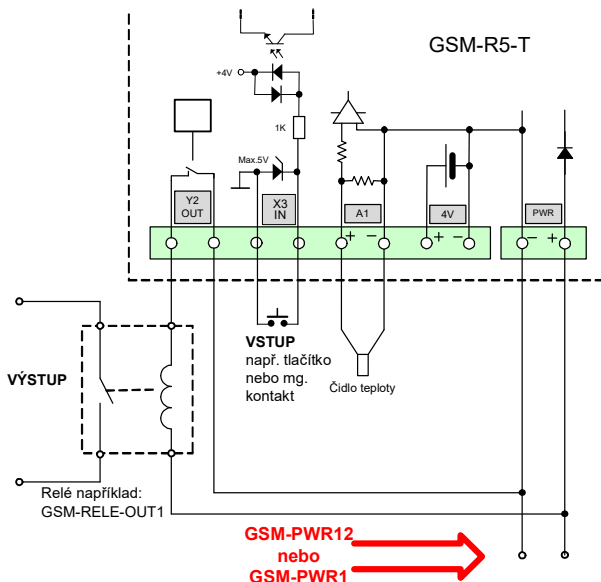 GSM-R5-T
+4V
1K
Max.5V
Y2
OUT
X3
IN
A1
4V
PWR
+ −
+ −
− +
VÝSTUP
VSTUP
např. tlačítko
nebo mg.
kontakt
Čidlo teploty
Relé například:
GSM-RELE-OUT1
GSM-PWR12
nebo
GSM-PWR1